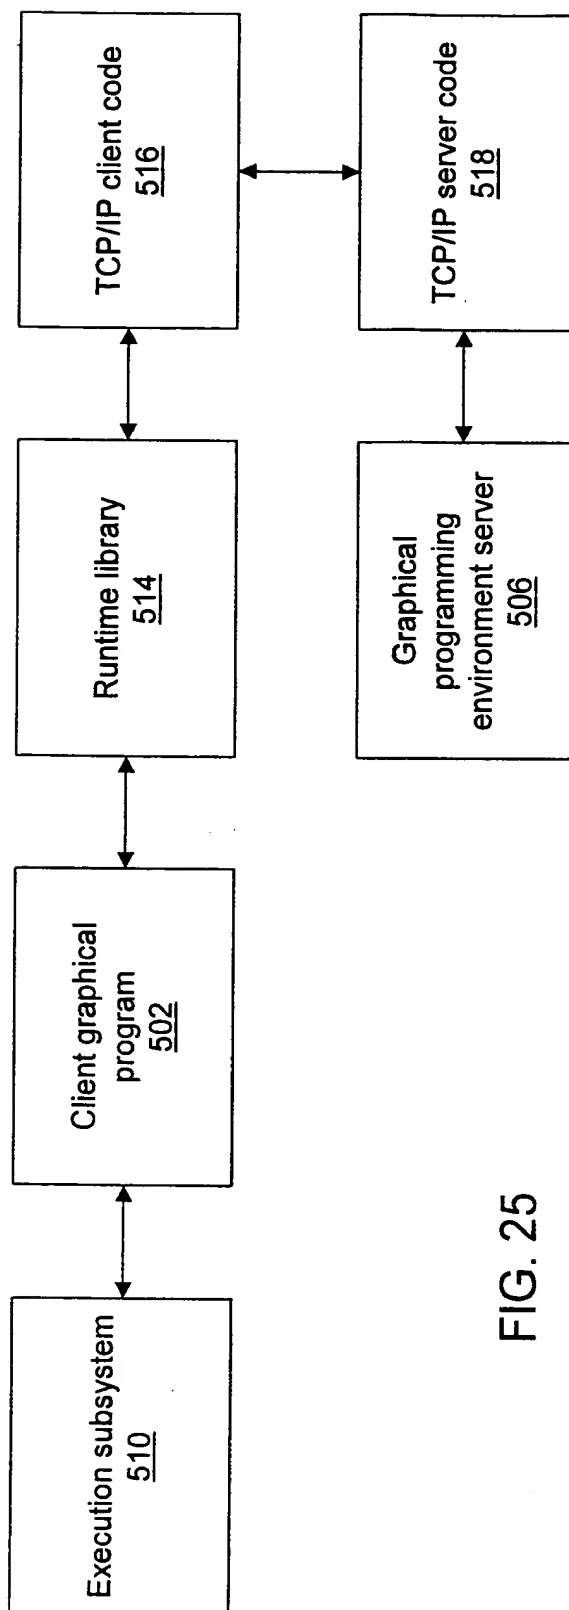 Execution subsystem
510
Client graphical
program
502
Runtime library
514
TCP/IP client code
516
Graphical
programming
environment server
506
TCP/IP server code
518
FIG. 25